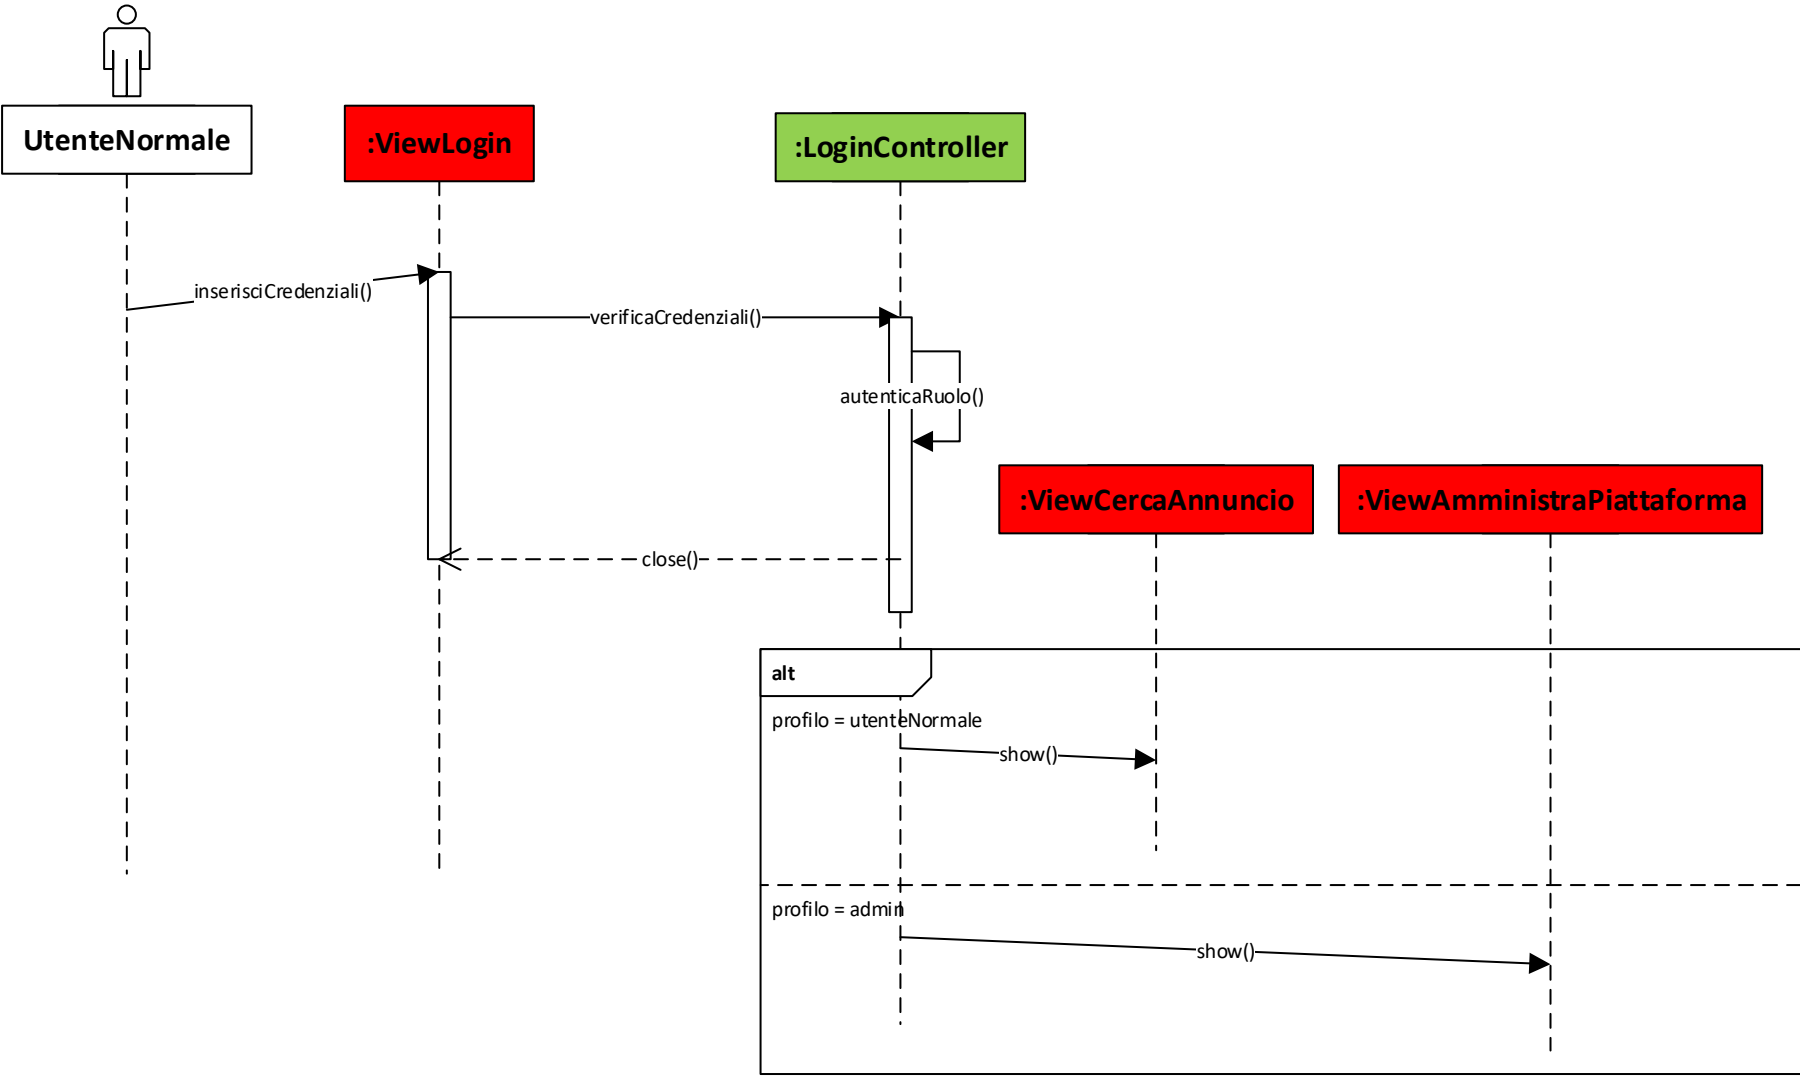 UtenteNormale
:ViewLogin
:LoginController
inserisciCredenziali()
verificaCredenziali()
autenticaRuolo()
:ViewCercaAnnuncio
:ViewAmministraPiattaforma
close()
alt
profilo = utenteNormale
show()
profilo = admin
show()